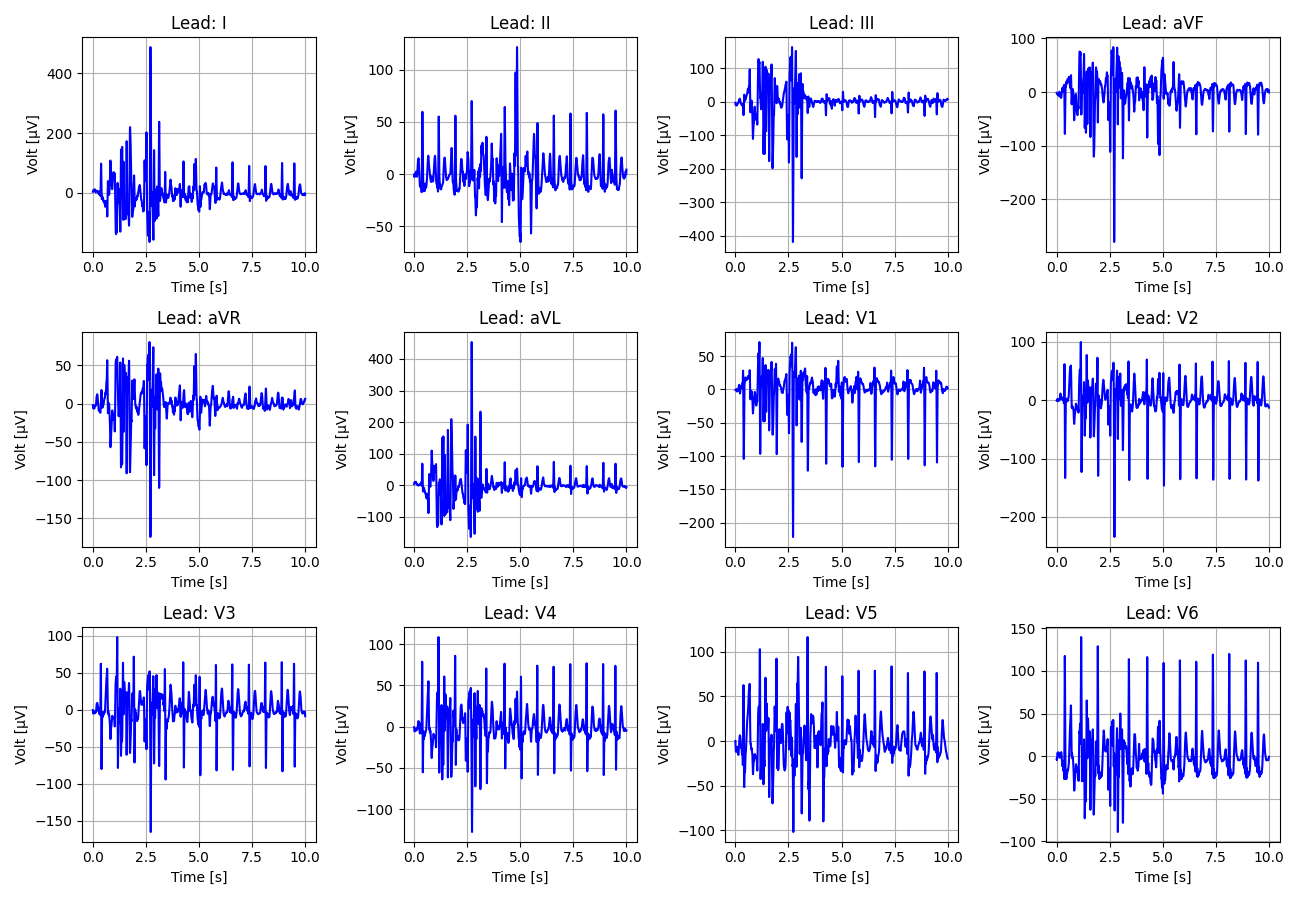 Lead: I
Volt [µV]
400
200
0
0.0 2.5 5.0 7.5 10.0
Time [s]
Lead: II
Volt [µV]
100
50
0
−50
0.0 2.5 5.0 7.5 10.0
Time [s]
Lead: III
Volt [µV]
100
0
−100
−200
−300
−400
0.0 2.5 5.0 7.5 10.0
Time [s]
Lead: aVF
Volt [µV]
100
0
−100
−200
0.0 2.5 5.0 7.5 10.0
Time [s]
Lead: aVR
Volt [µV]
50
0
−50
−100
−150
0.0 2.5 5.0 7.5 10.0
Time [s]
Lead: aVL
Volt [µV]
400
300
200
100
0
−100
0.0 2.5 5.0 7.5 10.0
Time [s]
Lead: V1
Volt [µV]
50
0
−50
−100
−150
−200
0.0 2.5 5.0 7.5 10.0
Time [s]
Lead: V2
Volt [µV]
100
0
−100
−200
0.0 2.5 5.0 7.5 10.0
Time [s]
Lead: V3
Volt [µV]
100
50
0
−50
−100
−150
0.0 2.5 5.0 7.5 10.0
Time [s]
Lead: V4
Volt [µV]
100
50
0
−50
−100
0.0 2.5 5.0 7.5 10.0
Time [s]
Lead: V5
Volt [µV]
100
50
0
−50
−100
0.0 2.5 5.0 7.5 10.0
Time [s]
Lead: V6
Volt [µV]
150
100
50
0
−50
−100
0.0 2.5 5.0 7.5 10.0
Time [s]